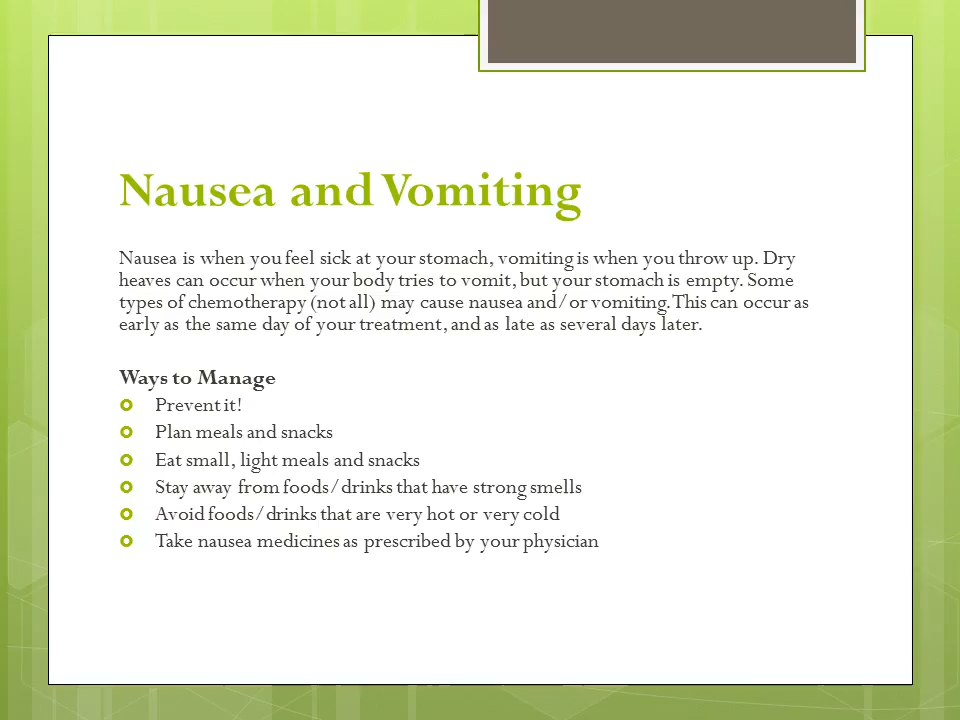 Nausea and Vomiting
Nausea is when you feel sick at your stomach, vomiting is when you throw up. Dry
heaves can occur when your body tries to vomit, but your stomach is empty. Some
types of chemotherapy (not all) may cause nausea and/or vomiting. This can occur as
early as the same day of your treatment, and as late as several days later.
Ways to Manage
Prevent it!
Plan meals and snacks
Eat small, light meals and snacks
Stay away from foods/drinks that have strong smells
Avoid foods/drinks that are very hot or very cold
Take nausea medicines as prescribed by your physician